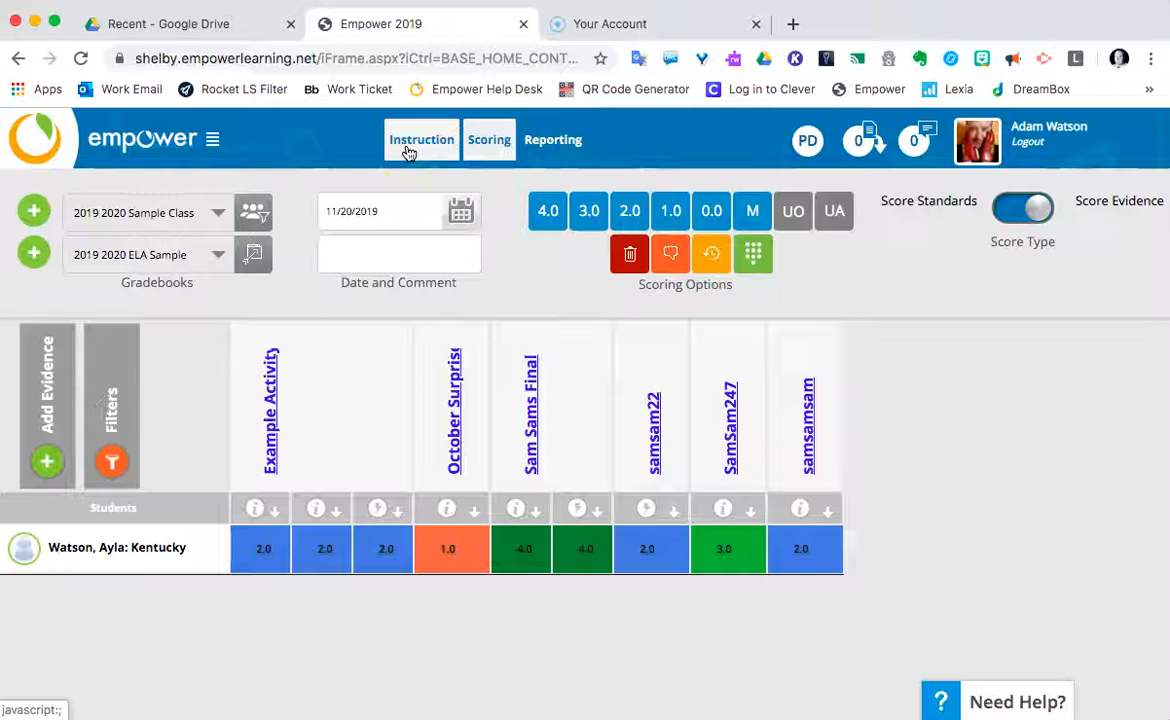 Recent - Google Drive
Empower 2019
Your Account
shelby.empowerlearning.net/iFrame.aspx?iCtrl=BASE_HOME_CONT...
Apps
Work Email
Rocket LS Filter
Bb Work Ticket
Empower Help Desk
QR Code Generator
Log in to Clever
Empower
Lexia
DreamBox
»
empower
Instruction
Scoring
Reporting
PD
0
0
Adam Watson
Logout
2019 2020 Sample Class
2019 2020 ELA Sample
Gradebooks
11/20/2019
Date and Comment
4.0 3.0 2.0 1.0 0.0 M UO UA
Scoring Options
Score Standards
Score Evidence
Score Type
Add Evidence
Filters
Example Activity
October Surprise
Sam Sams Final
samsam22
SamSam247
samsamsam
Students
Watson, Ayla: Kentucky
2.0 2.0 2.0 1.0 4.0 4.0 2.0 3.0 2.0
javascript:;
? Need Help?